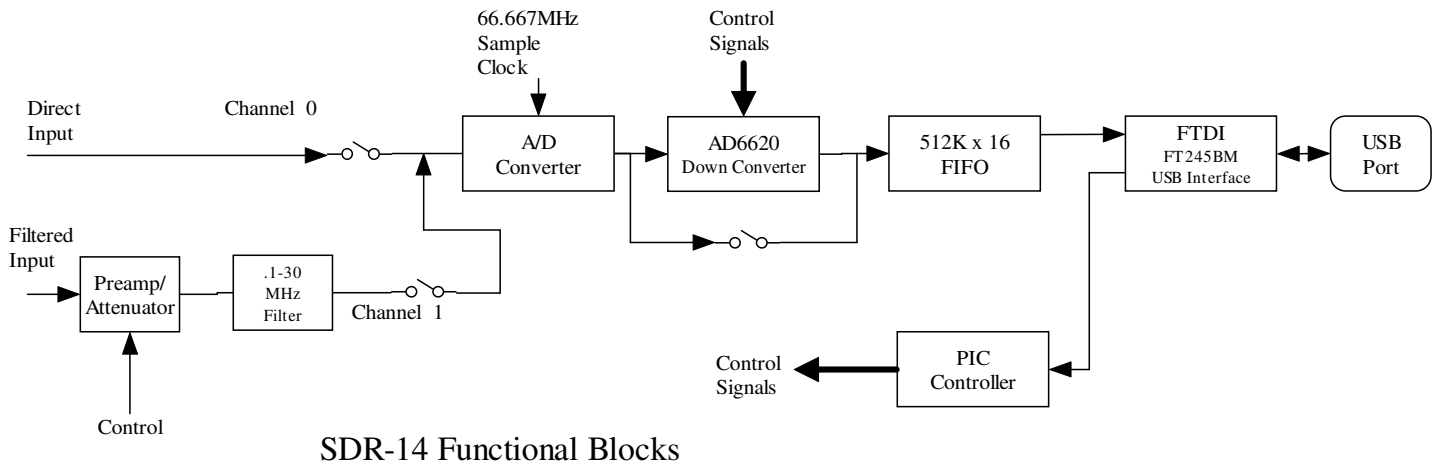 66.667MHz
Sample
Clock
Control
Signals
Direct
Input
Channel 0
A/D
Converter
AD6620
Down Converter
512K x 16
FIFO
FTDI
FT245BM
USB Interface
USB
Port
Filtered
Input
Preamp/
Attenuator
.1-30
MHz
Filter
Channel 1
Control
Control
Signals
PIC
Controller
SDR-14 Functional Blocks